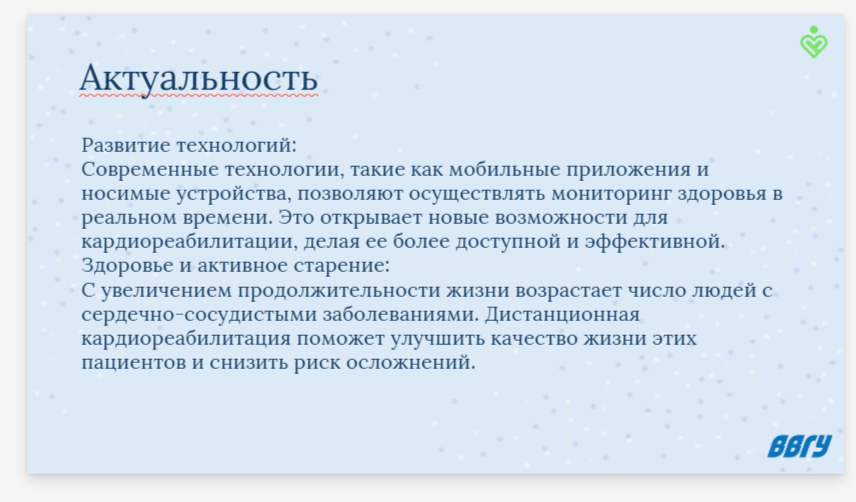 Актуальность
Развитие технологий:
Современные технологии, такие как мобильные приложения и
носимые устройства, позволяют осуществлять мониторинг здоровья в
реальном времени. Это открывает новые возможности для
кардиореабилитации, делая ее более доступной и эффективной.
Здоровье и активное старение:
С увеличением продолжительности жизни возрастает число людей с
сердечно-сосудистыми заболеваниями. Дистанционная
кардиореабилитация поможет улучшить качество жизни этих
пациентов и снизить риск осложнений.
ВВГУ